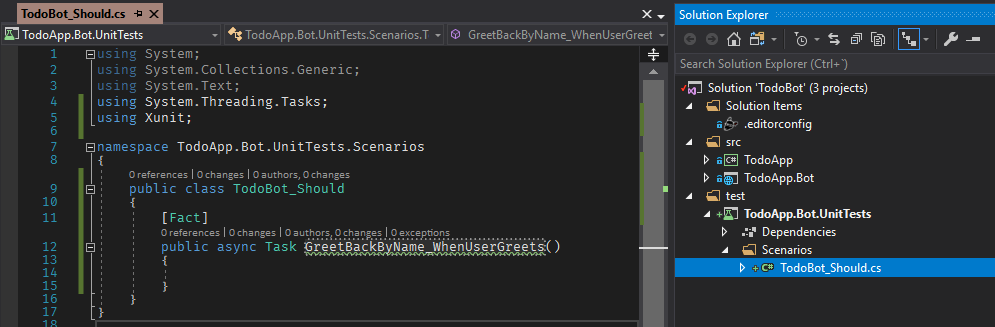 TodoBot_Should.cs
TodoApp.Bot.UnitTests
TodoApp.Bot.UnitTests.Scenarios.T
GreetBackByName_WhenUserGreet
1 using System;
2 using System.Collections.Generic;
3 using System.Text;
4 using System.Threading.Tasks;
5 using Xunit;
6
7 namespace TodoApp.Bot.UnitTests.Scenarios
8 {
0 references | 0 changes | 0 authors, 0 changes
9 public class TodoBot_Should
10 {
11 [Fact]
0 references | 0 changes | 0 authors, 0 changes | 0 exceptions
12 public async Task GreetBackByName_WhenUserGreets()
13 {
14
15 }
16 }
17 }
18
Solution Explorer
Search Solution Explorer (Ctrl+`)
Solution 'TodoBot' (3 projects)
Solution Items
.editorconfig
src
C# TodoApp
TodoApp.Bot
test
TodoApp.Bot.UnitTests
Dependencies
Scenarios
C# TodoBot_Should.cs